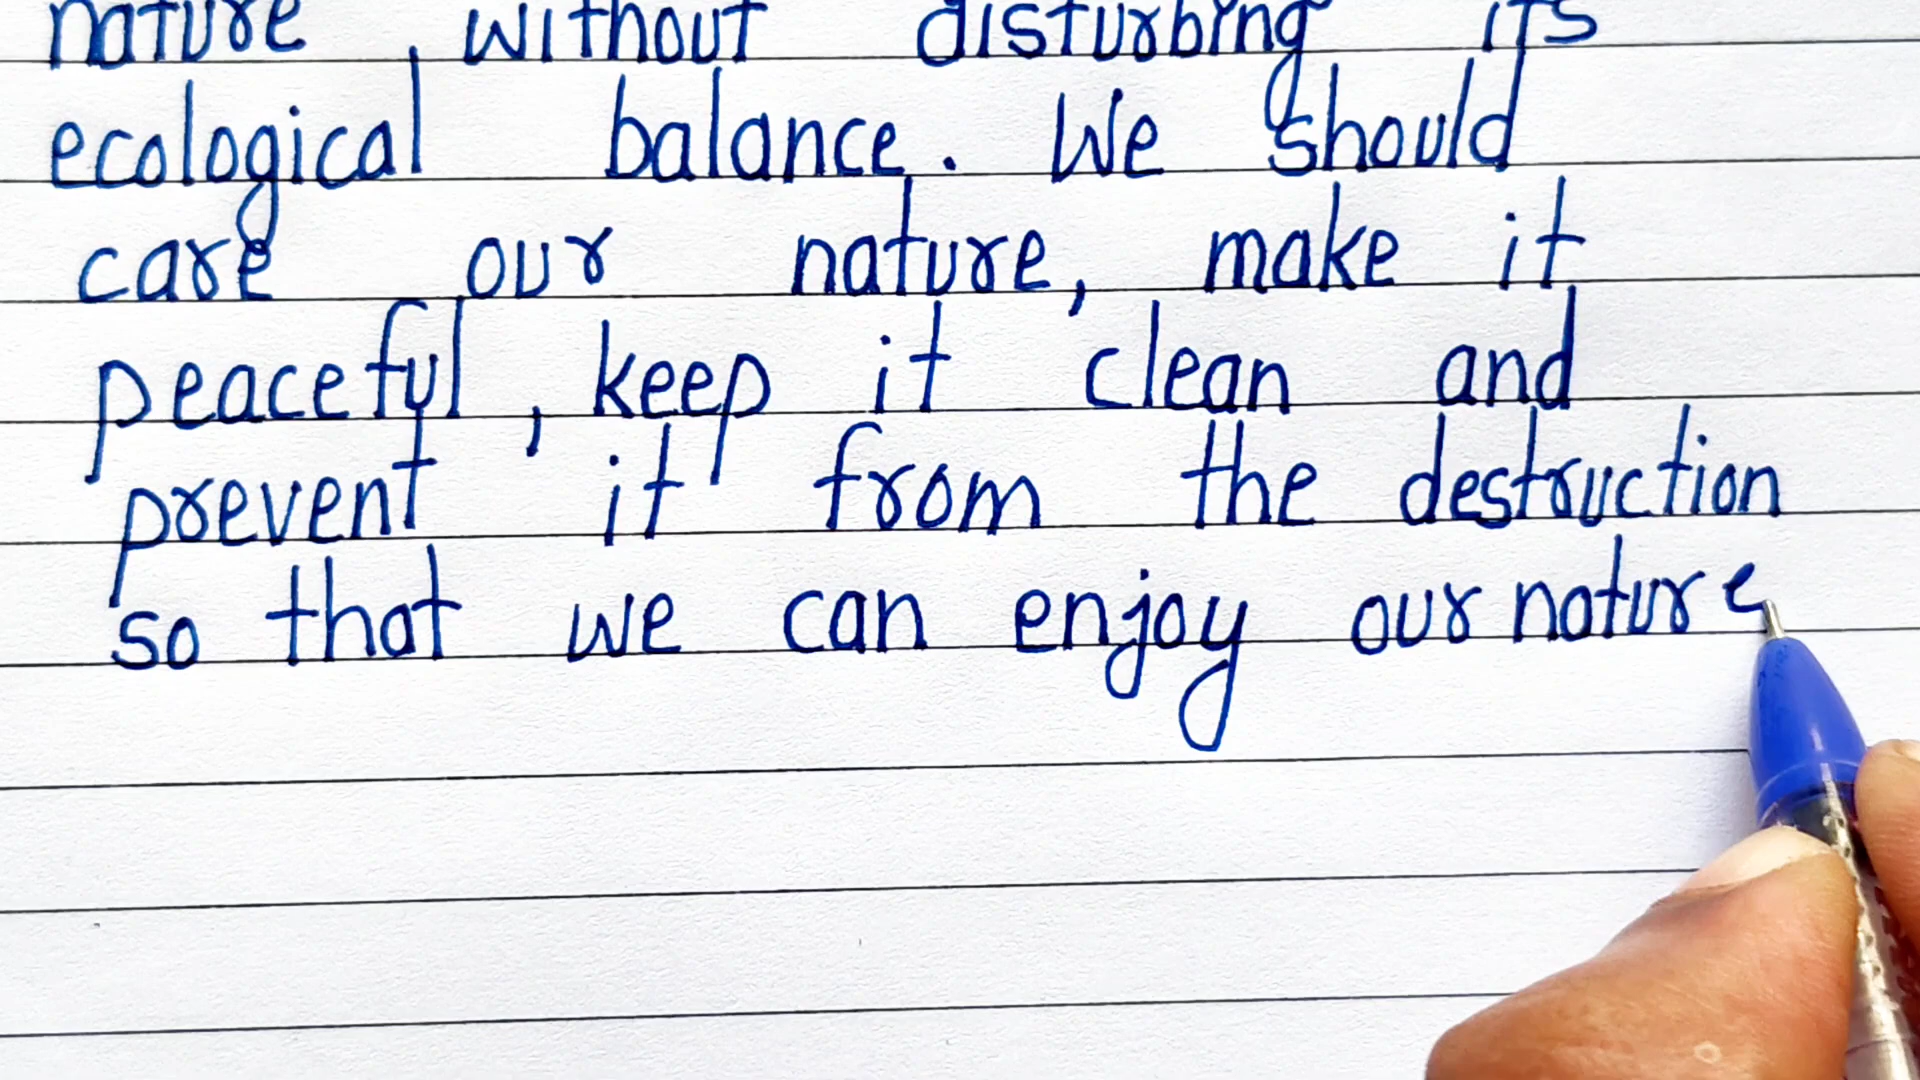 nature, without disturbing its
ecological balance. We should
care our nature, make it
peaceful, keep it clean and
prevent it from the destruction
so that we can enjoy our nature